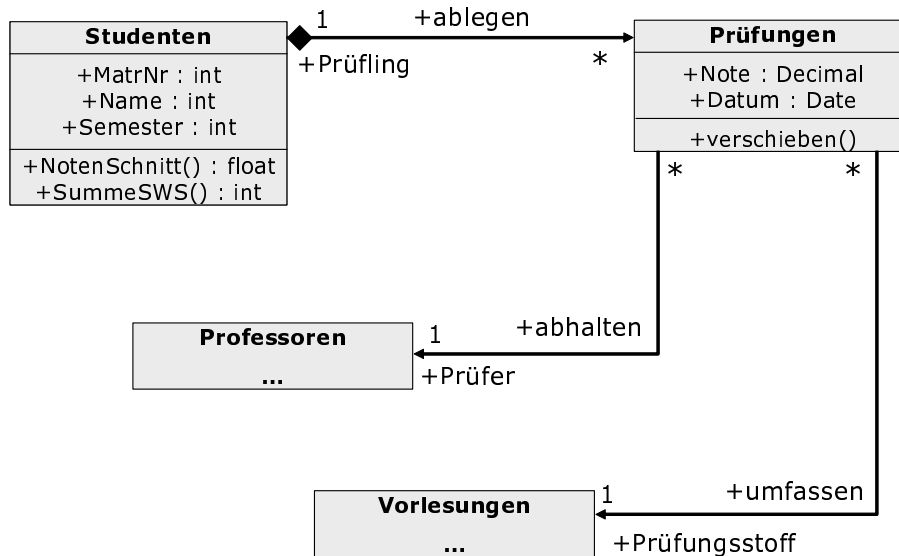 Studenten
+MatrNr : int
+Name : int
+Semester : int
+NotenSchnitt() : float
+SummeSWS() : int
1
+ablegen
+Prüfling
*
Prüfungen
+Note : Decimal
+Datum : Date
+verschieben()
*
*
Professoren
...
1
+abhalten
+Prüfer
Vorlesungen
...
1
+umfassen
+Prüfungsstoff